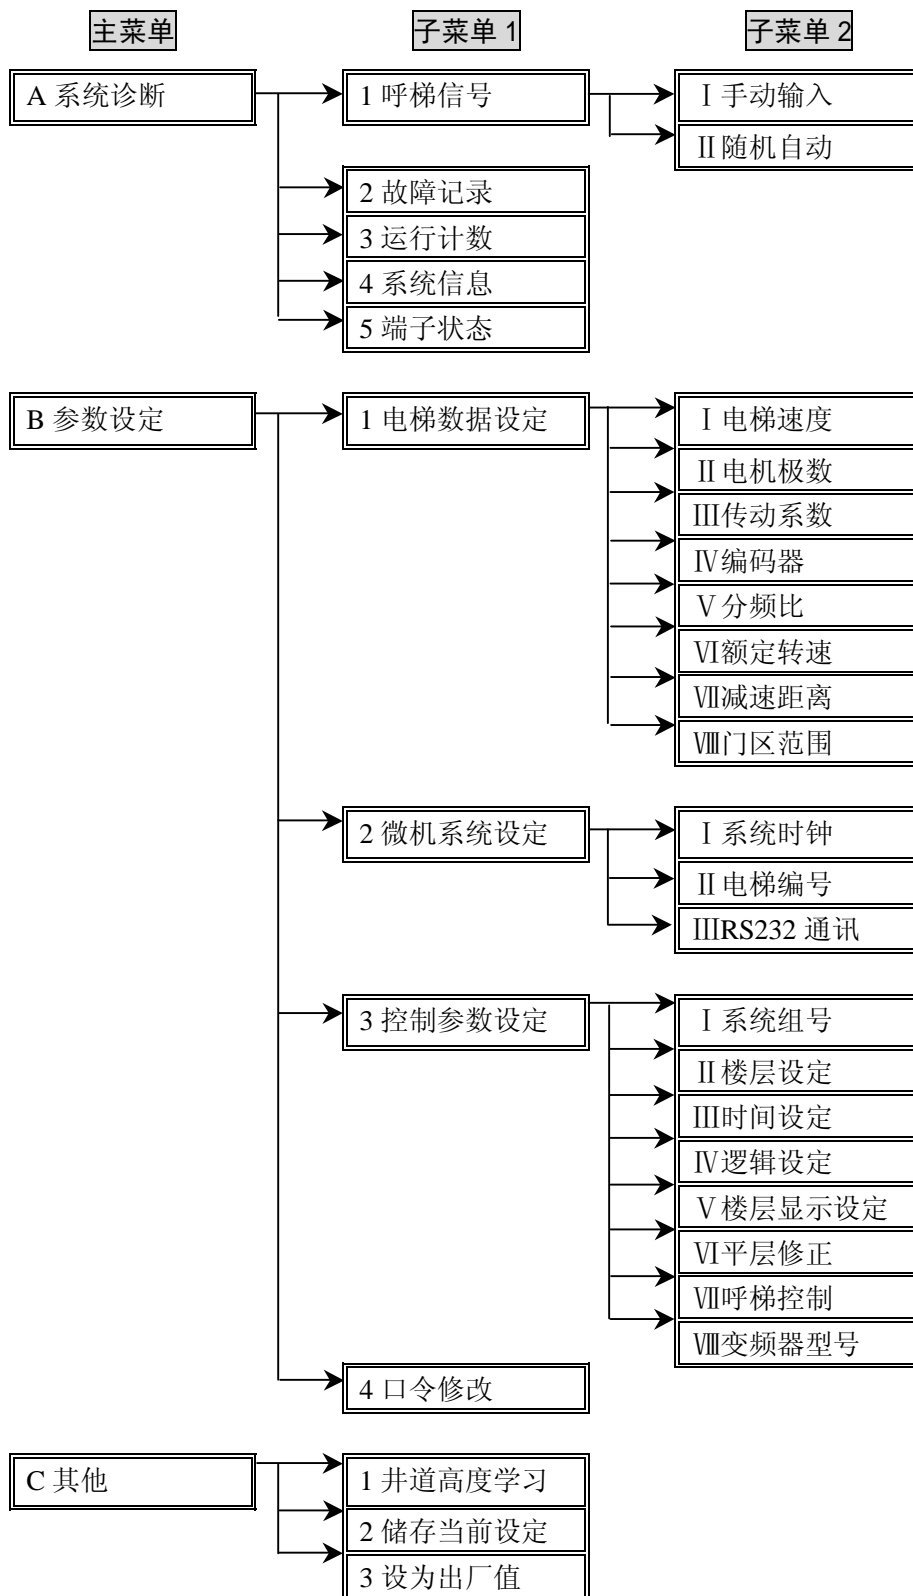 主菜单 子菜单 1 子菜单 2
A 系统诊断 1 呼梯信号 Ⅰ手动输入
Ⅱ随机自动
2 故障记录
3 运行计数
4 系统信息
5 端子状态
B 参数设定 1 电梯数据设定 Ⅰ电梯速度
Ⅱ电机极数
Ⅲ传动系数
Ⅳ编码器
Ⅴ分频比
Ⅵ额定转速
Ⅶ减速距离
Ⅷ门区范围
2 微机系统设定 Ⅰ系统时钟
Ⅱ电梯编号
ⅢRS232 通讯
3 控制参数设定 Ⅰ系统组号
Ⅱ楼层设定
Ⅲ时间设定
Ⅳ逻辑设定
Ⅴ楼层显示设定
Ⅵ平层修正
Ⅶ呼梯控制
Ⅷ变频器型号
4 口令修改
C 其他 1 井道高度学习
2 储存当前设定
3 设为出厂值